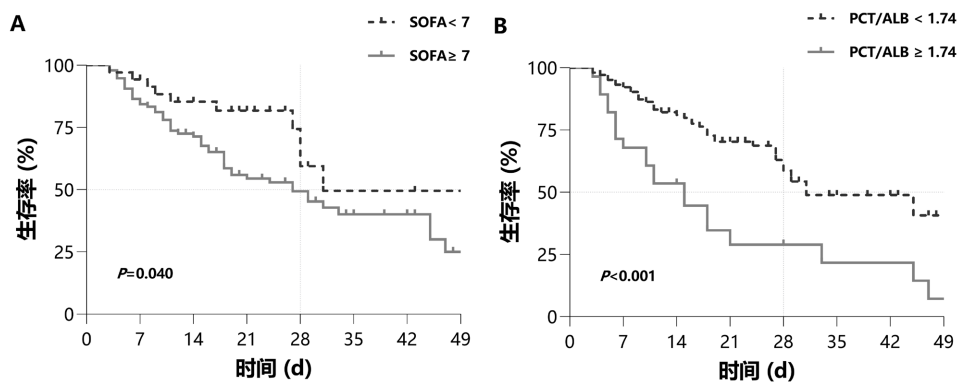 A
SOFA< 7
SOFA≥ 7
生存率 (%)
100
75
50
25
0
P=0.040
0 7 14 21 28 35 42 49
时间 (d)
B
PCT/ALB < 1.74
PCT/ALB ≥ 1.74
生存率 (%)
100
75
50
25
0
P<0.001
0 7 14 21 28 35 42 49
时间 (d)